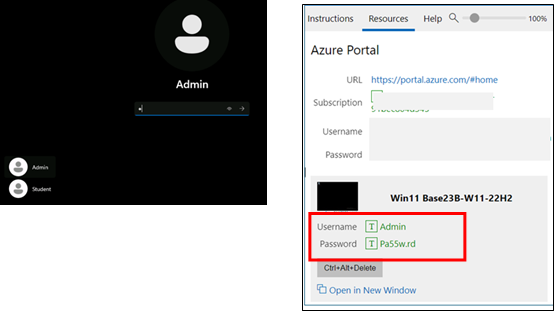 Admin
Admin
Student
Instructions Resources Help 100%
Azure Portal
URL https://portal.azure.com/#home
Subscription
Username
Password
Win11 Base23B-W11-22H2
Username T Admin
Password T Pa55w.rd
Ctrl+Alt+Delete
Open in New Window